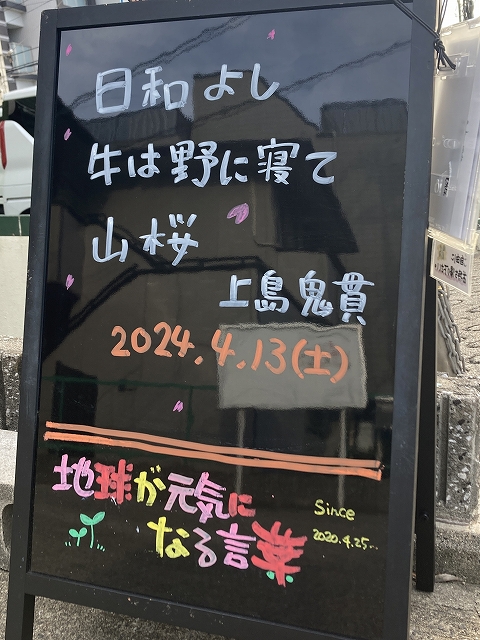 日和よし
牛は野に寝て
山桜
上島鬼貫
2024.4.13(土)
地球が元気に
なる言葉
Since
2020.4.25〜